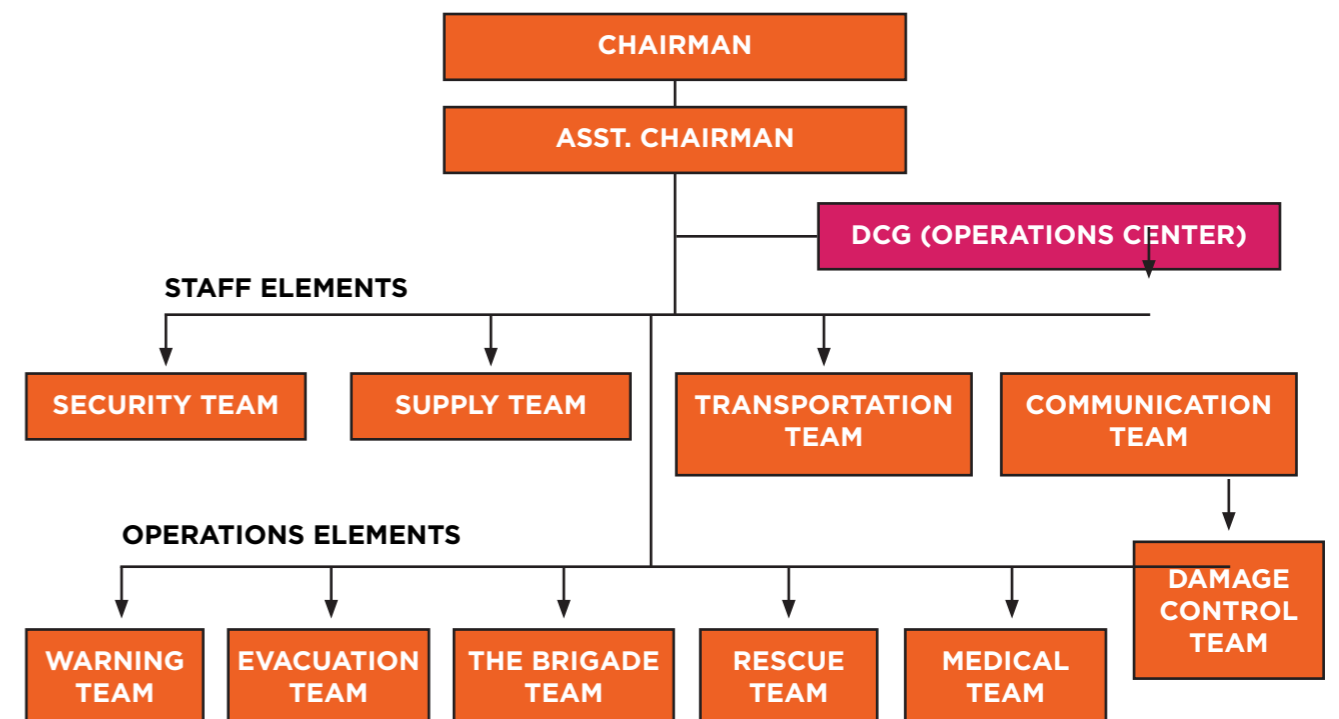 CHAIRMAN
ASST. CHAIRMAN
DCG (OPERATIONS CENTER)
STAFF ELEMENTS
SECURITY TEAM
SUPPLY TEAM
TRANSPORTATION
TEAM
COMMUNICATION
TEAM
OPERATIONS ELEMENTS
WARNING
TEAM
EVACUATION
TEAM
THE BRIGADE
TEAM
RESCUE
TEAM
MEDICAL
TEAM
DAMAGE
CONTROL
TEAM